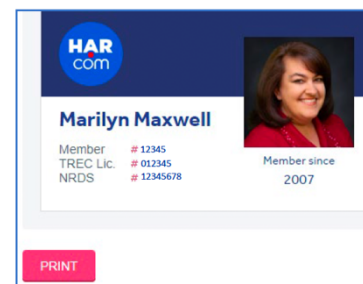 HAR
com
Marilyn Maxwell
Member # 12345
TREC Lic. # 012345
NRDS # 12345678
Member since
2007
PRINT